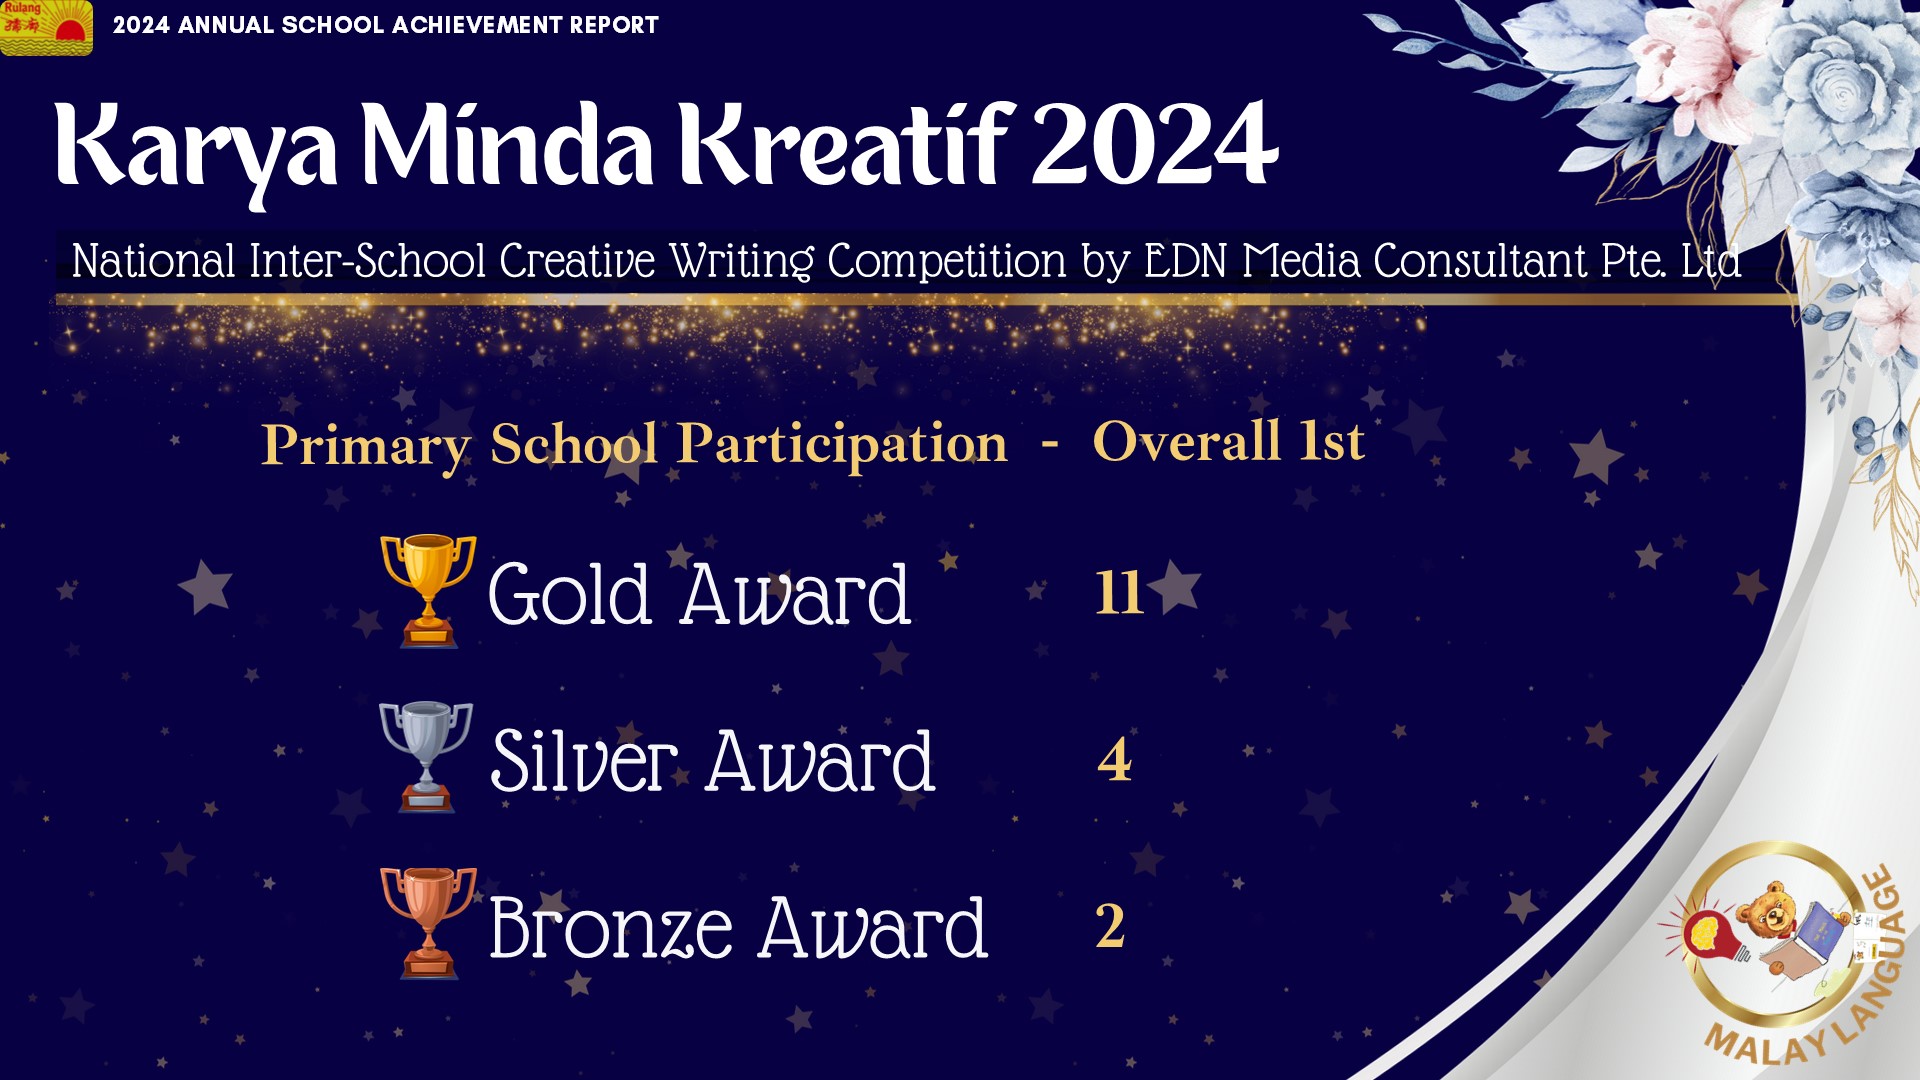 Rulang
2024 ANNUAL SCHOOL ACHIEVEMENT REPORT
Karya Minda Kreatif 2024
National Inter-School Creative Writing Competition by EDN Media Consultant Pte. Ltd
Primary School Participation - Overall 1st
Gold Award 11
Silver Award 4
Bronze Award 2
MALAY LANGUAGE